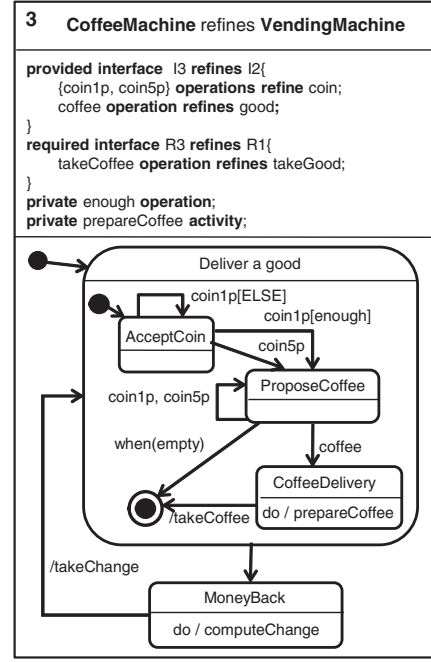 3 CoffeeMachine refines VendingMachine
provided interface I3 refines I2{
{coin1p, coin5p} operations refine coin;
coffee operation refines good;
}
required interface R3 refines R1{
takeCoffee operation refines takeGood;
}
private enough operation;
private prepareCoffee activity;
Deliver a good
coin1p[ELSE]
coin1p[enough]
AcceptCoin
coin5p
ProposeCoffee
coin1p, coin5p
when(empty)
coffee
CoffeeDelivery
/takeCoffee
do / prepareCoffee
/takeChange
MoneyBack
do / computeChange